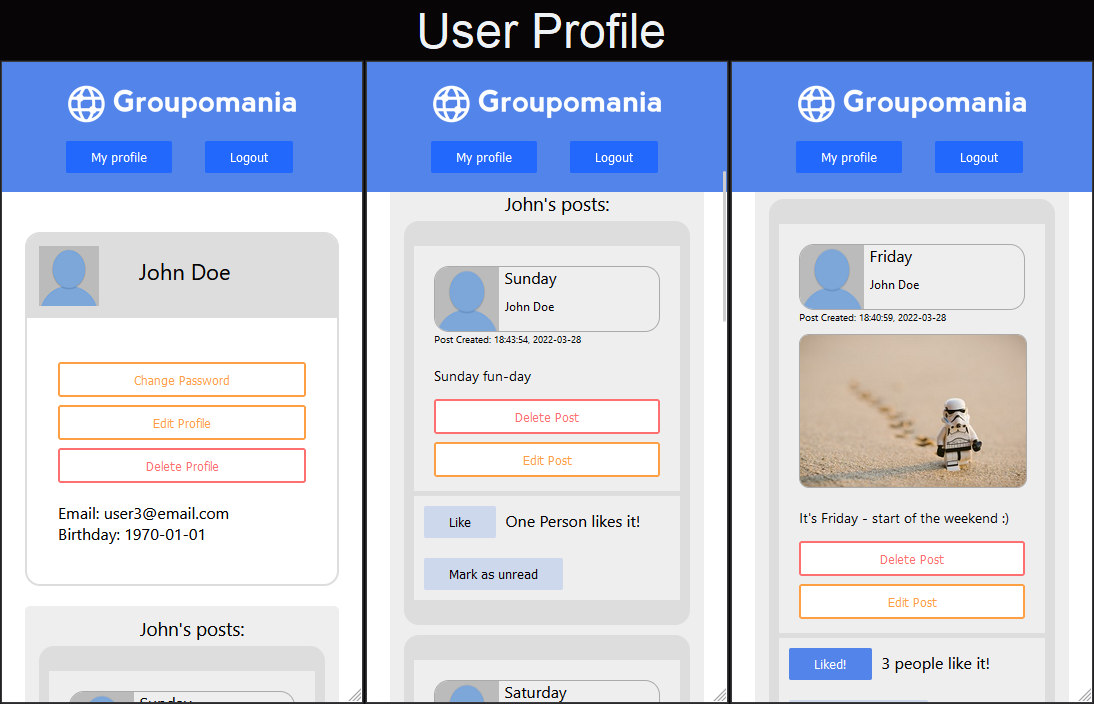 User Profile
Groupomania
My profile
Logout
John Doe
Change Password
Edit Profile
Delete Profile
Email: user3@email.com
Birthday: 1970-01-01
John's posts:
Sunday
Groupomania
My profile
Logout
John's posts:
Sunday
John Doe
Post Created: 18:43:54, 2022-03-28
Sunday fun-day
Delete Post
Edit Post
Like
One Person likes it!
Mark as unread
Saturday
Groupomania
My profile
Logout
Friday
John Doe
Post Created: 18:40:59, 2022-03-28
It's Friday - start of the weekend :)
Delete Post
Edit Post
Liked!
3 people like it!